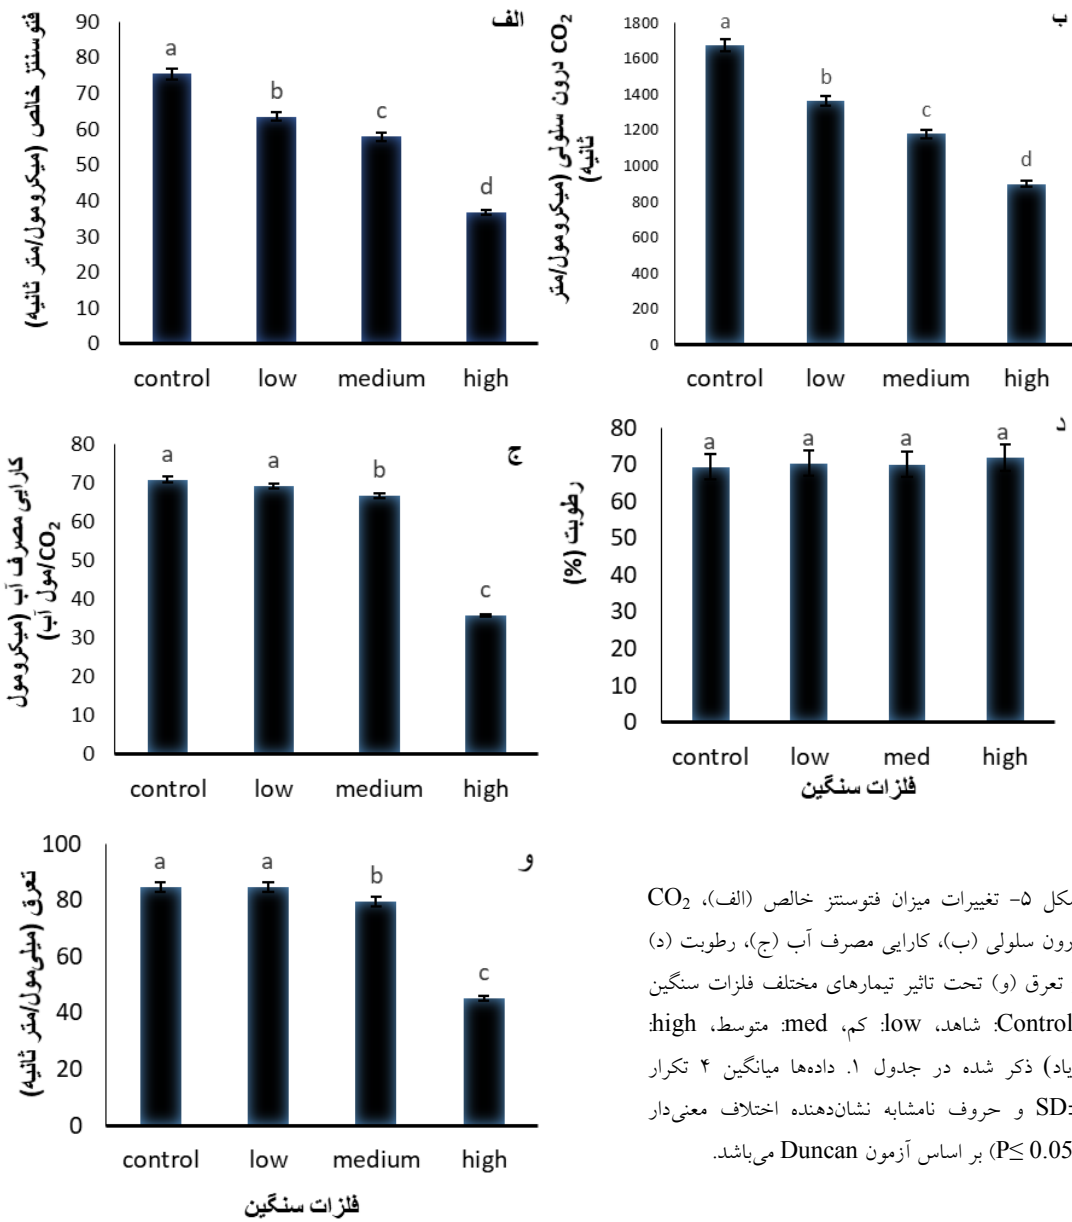 الف
فتوسنتز خالص (میکرومول/متر ثانیه)
90
80
70
60
50
40
30
20
10
0
a
b
c
d
control low medium high
ب
CO2 درون سلولی (میکرومول/متر
ثانیه)
1800
1600
1400
1200
1000
800
600
400
200
0
a
b
c
d
control low medium high
ج
کارایی مصرف آب (میکرومول
CO2/مول آب)
80
70
60
50
40
30
20
10
0
a
a
b
c
control low medium high
د
رطوبت (%)
80
70
60
50
40
30
20
10
0
a
a
a
a
control low med high
فلزات سنگین
و
تعرق (میلی‌مول/متر ثانیه)
100
80
60
40
20
0
a
a
b
c
control low medium high
فلزات سنگین
کل ۵- تغییرات میزان فتوسنتز خالص (الف)، CO2
رون سلولی (ب)، کارایی مصرف آب (ج)، رطوبت (د)
تعرق (و) تحت تاثیر تیمارهای مختلف فلزات سنگین
Control: شاهد، low: کم، med: متوسط، high:
یاد) ذکر شده در جدول ۱. داده‌ها میانگین ۴ تکرار
SD± و حروف نامشابه نشان‌دهنده اختلاف معنی‌دار
(P≤ 0.05 بر اساس آزمون Duncan می‌باشد.